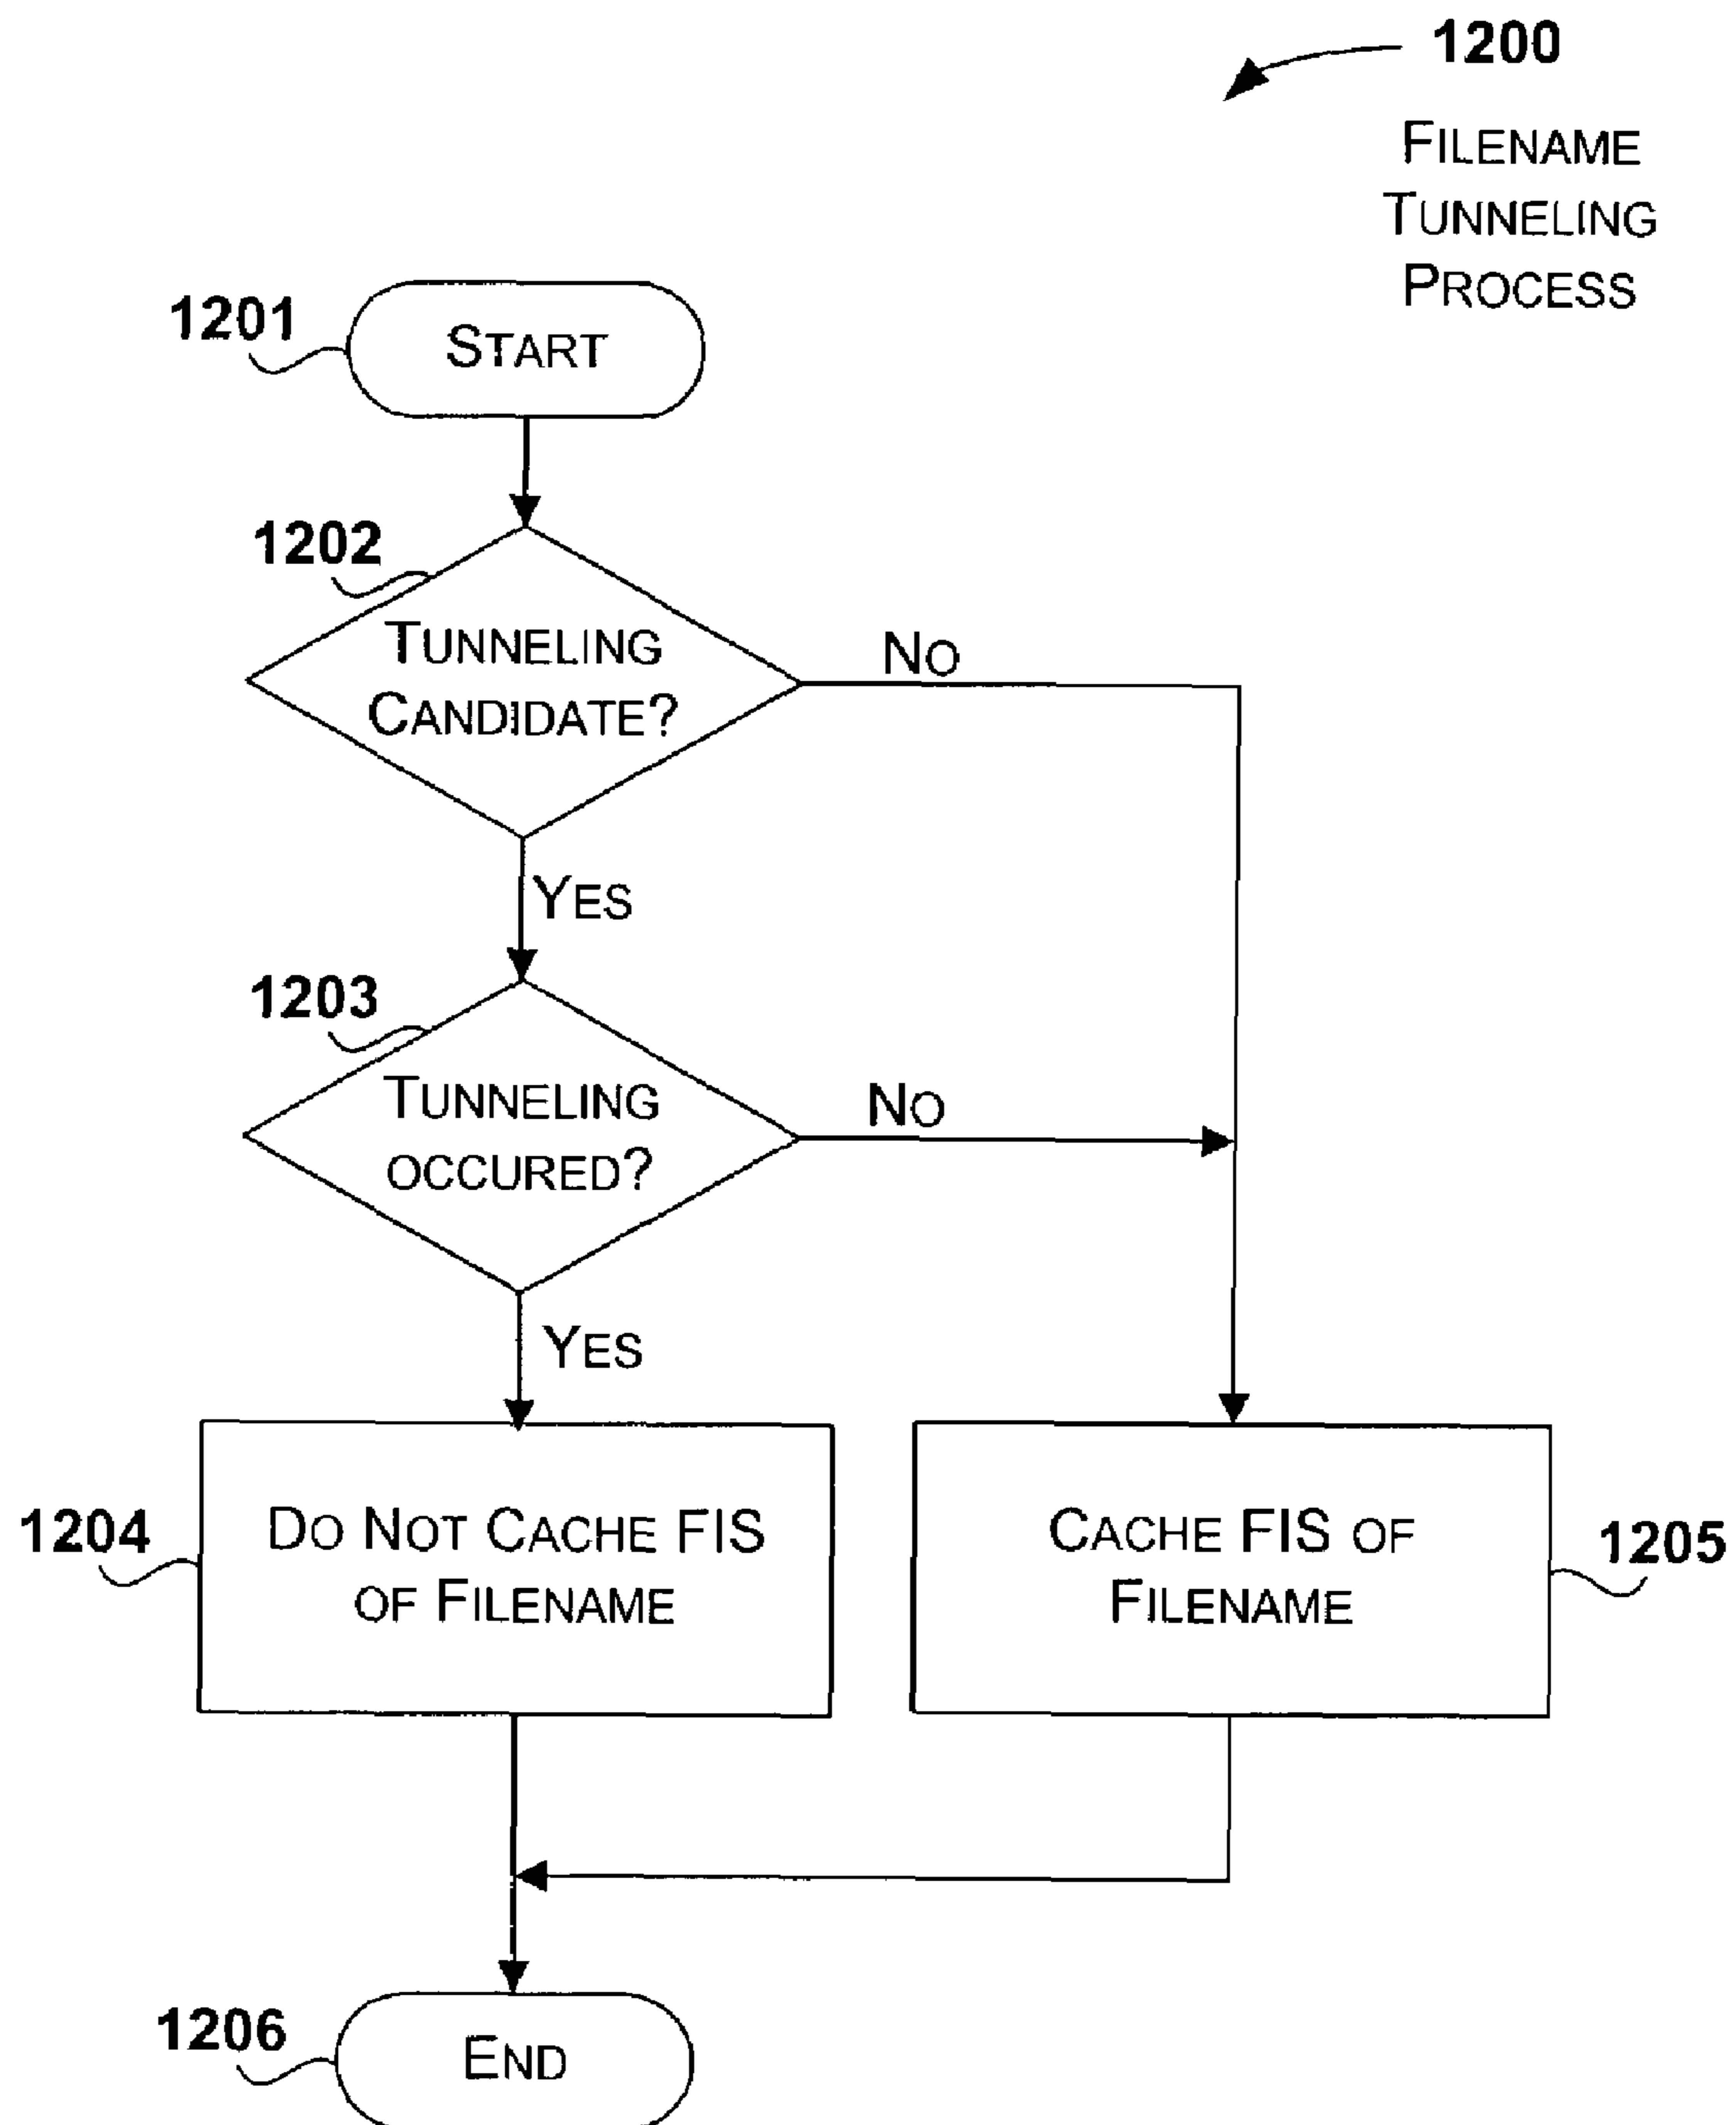 1200
FILENAME
TUNNELING
PROCESS
1201
START
1202
TUNNELING
CANDIDATE?
NO
YES
1203
TUNNELING
OCCURED?
NO
YES
1204
DO NOT CACHE FIS
OF FILENAME
CACHE FIS OF
FILENAME
1205
1206
END